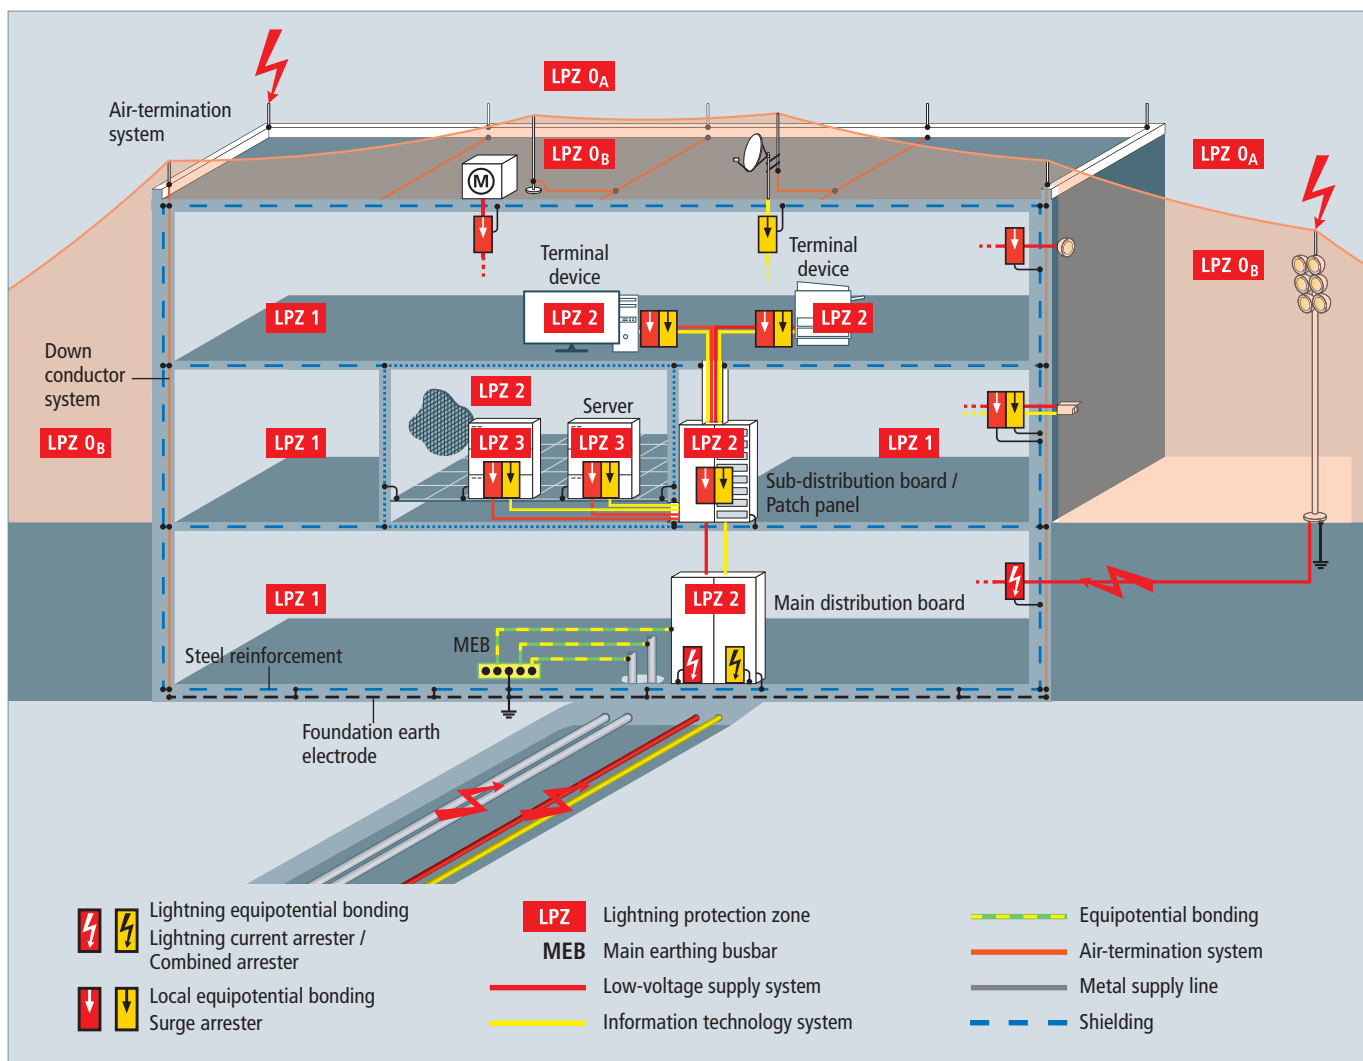 LPZ 0A
Air-termination
system
LPZ 0B
LPZ 0A
M
Terminal
device
Terminal
device
LPZ 0B
LPZ 1
LPZ 2
LPZ 2
Down
conductor
system
LPZ 2
Server
LPZ 0B
LPZ 1
LPZ 3
LPZ 3
LPZ 2
LPZ 1
Sub-distribution board /
Patch panel
LPZ 1
LPZ 2
Main distribution board
MEB
Steel reinforcement
Foundation earth
electrode
Lightning equipotential bonding
Lightning current arrester /
Combined arrester
Local equipotential bonding
Surge arrester
LPZ Lightning protection zone
MEB Main earthing busbar
Low-voltage supply system
Information technology system
Equipotential bonding
Air-termination system
Metal supply line
Shielding